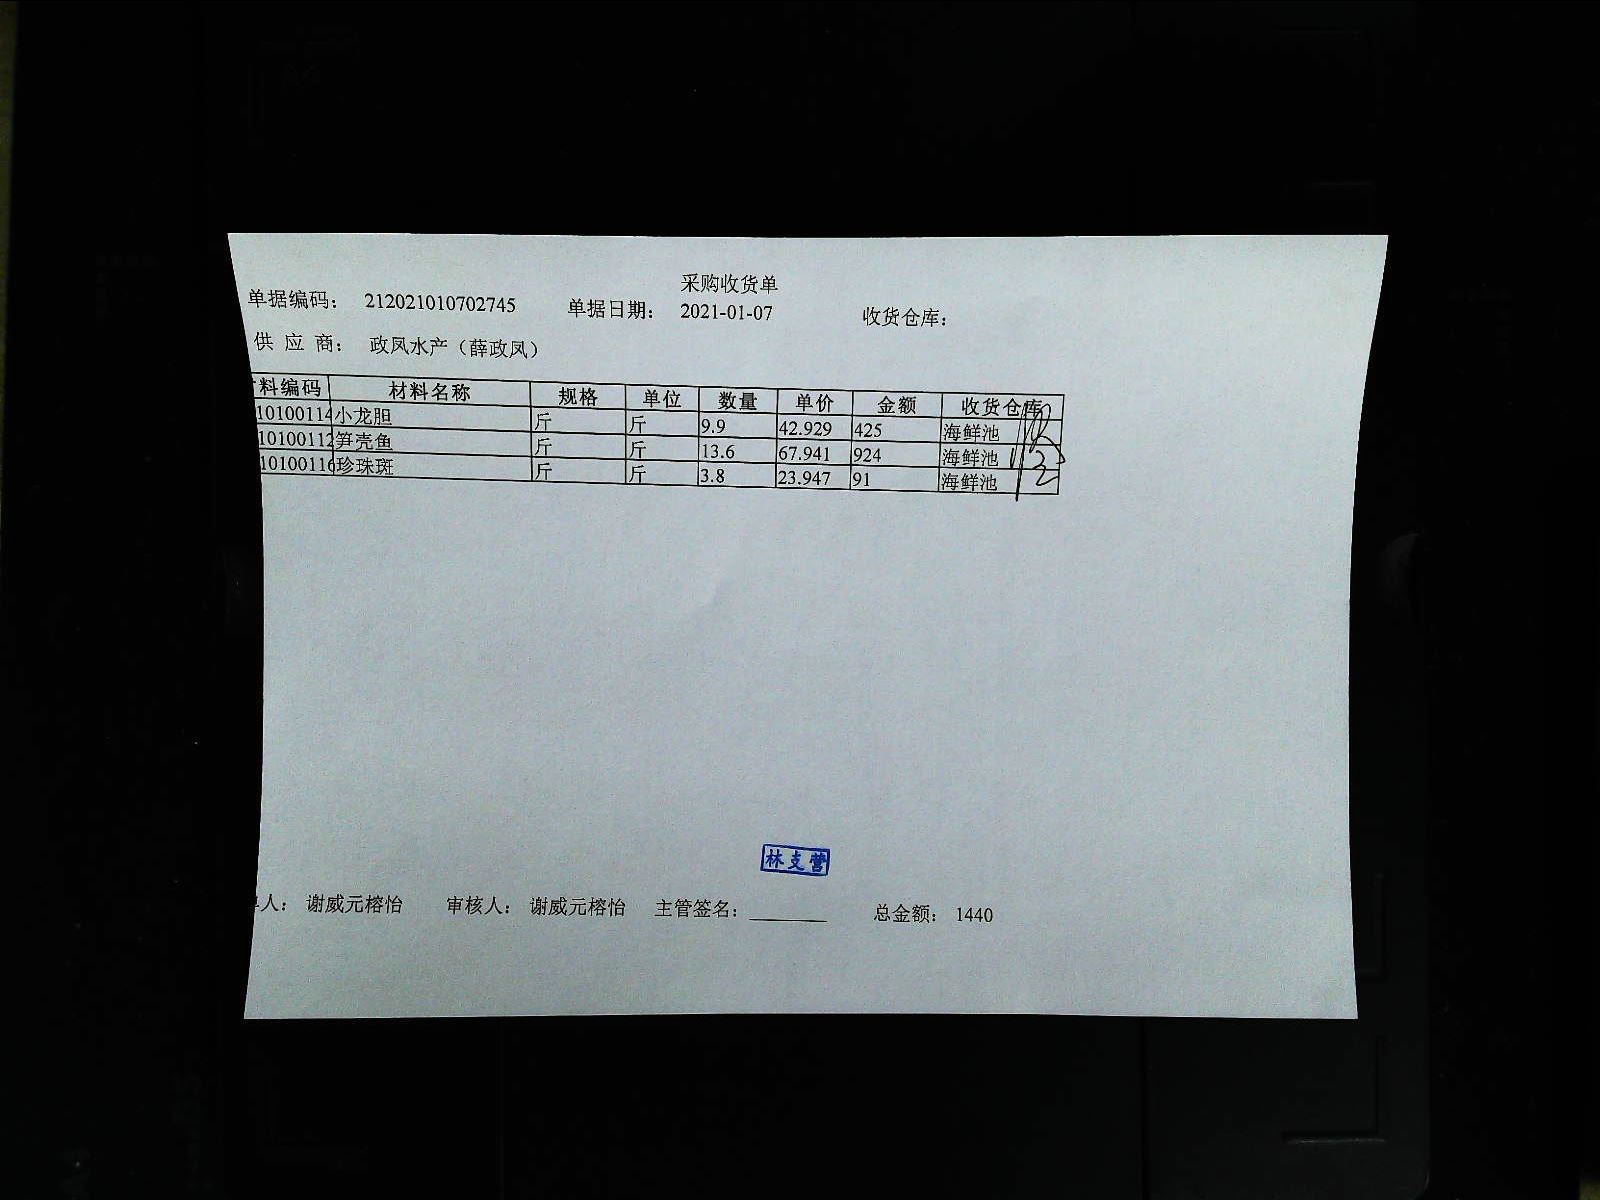 采购收货单
单据编码： 212021010702745 单据日期： 2021-01-07 收货仓库：
供 应 商： 政凤水产（薛政凤）
料编码 材料名称 规格 单位 数量 单价 金额 收货仓库
10100114 小龙胆 斤 斤 9.9 42.929 425 海鲜池
10100112 笋壳鱼 斤 斤 13.6 67.941 924 海鲜池
10100116 珍珠斑 斤 斤 3.8 23.947 91 海鲜池
林支营
人： 谢威元榕怡 审核人： 谢威元榕怡 主管签名： 总金额： 1440